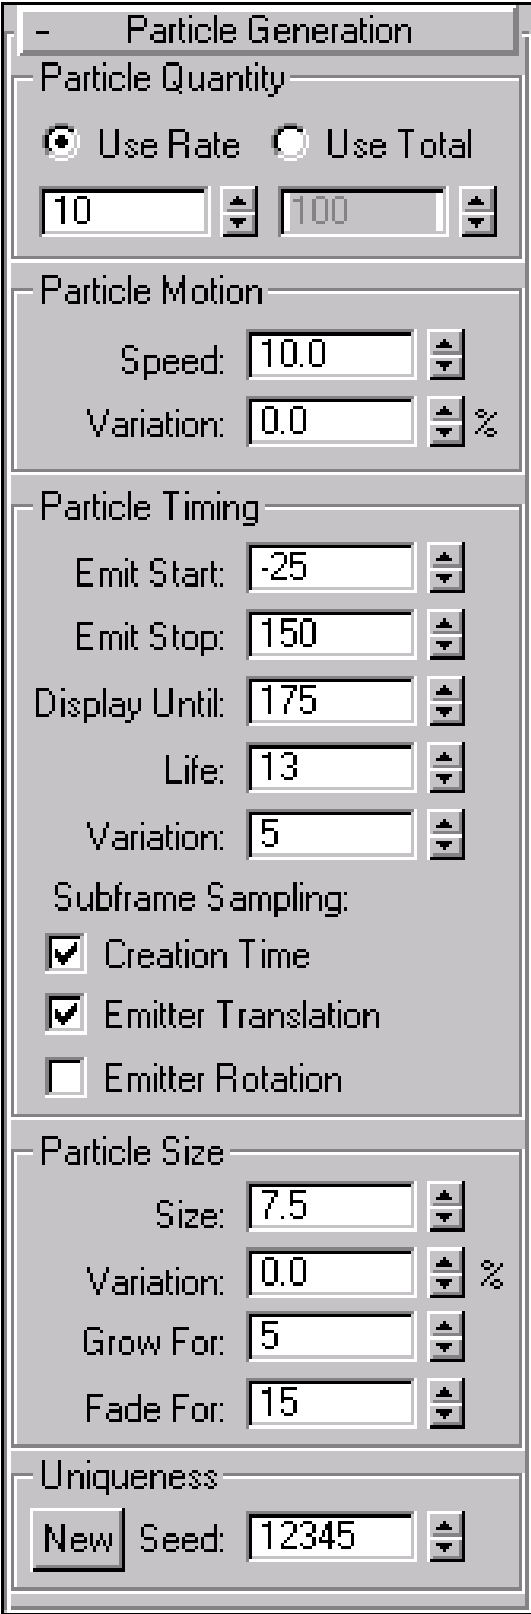 - Particle Generation
Particle Quantity
Use Rate Use Total
10 100
Particle Motion
Speed: 10.0
Variation: 0.0 %
Particle Timing
Emit Start: -25
Emit Stop: 150
Display Until: 175
Life: 13
Variation: 5
Subframe Sampling:
Creation Time
Emitter Translation
Emitter Rotation
Particle Size
Size: 7.5
Variation: 0.0 %
Grow For: 5
Fade For: 15
Uniqueness
New Seed: 12345